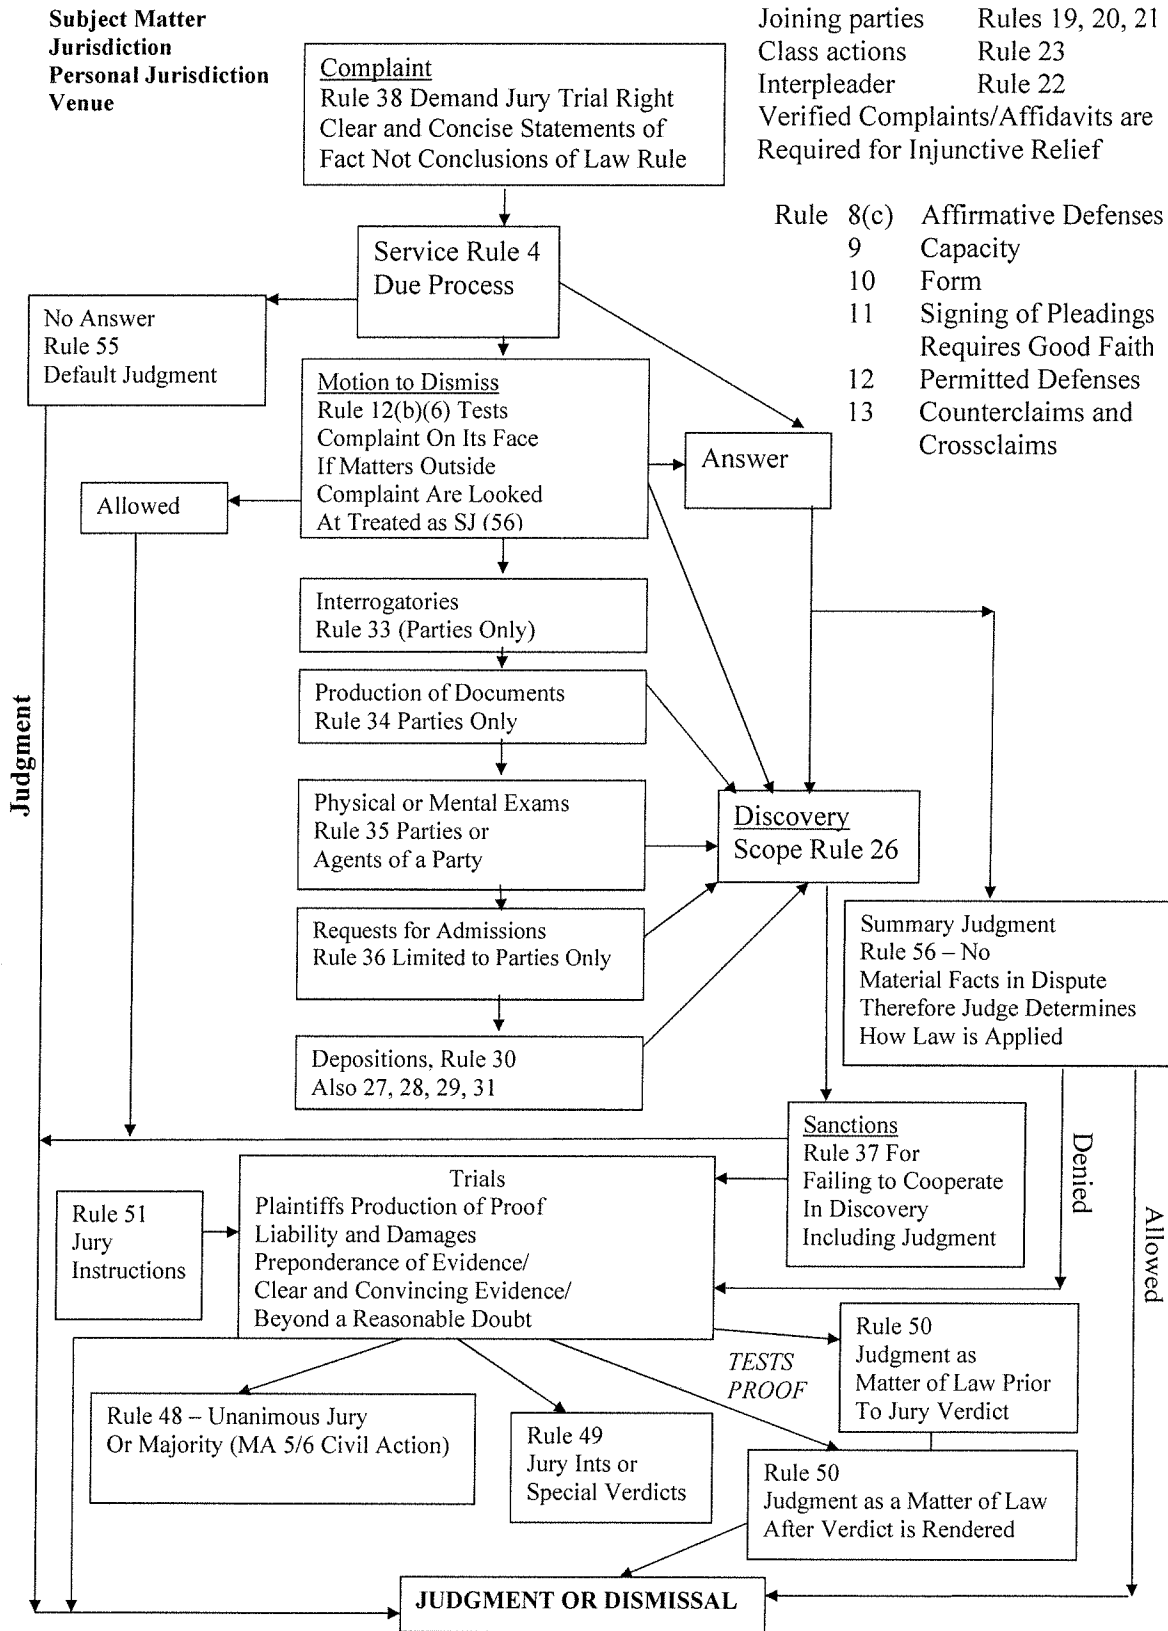 Subject Matter
Jurisdiction
Personal Jurisdiction
Venue
Complaint
Rule 38 Demand Jury Trial Right
Clear and Concise Statements of
Fact Not Conclusions of Law Rule
Joining parties Rules 19, 20, 21
Class actions Rule 23
Interpleader Rule 22
Verified Complaints/Affidavits are
Required for Injunctive Relief
Rule 8(c) Affirmative Defenses
9 Capacity
10 Form
11 Signing of Pleadings
Requires Good Faith
12 Permitted Defenses
13 Counterclaims and
Crossclaims
Service Rule 4
Due Process
No Answer
Rule 55
Default Judgment
Motion to Dismiss
Rule 12(b)(6) Tests
Complaint On Its Face
If Matters Outside
Complaint Are Looked
At Treated as SJ (56)
Answer
Allowed
Interrogatories
Rule 33 (Parties Only)
Production of Documents
Rule 34 Parties Only
Physical or Mental Exams
Rule 35 Parties or
Agents of a Party
Requests for Admissions
Rule 36 Limited to Parties Only
Depositions, Rule 30
Also 27, 28, 29, 31
Judgment
Discovery
Scope Rule 26
Summary Judgment
Rule 56 – No
Material Facts in Dispute
Therefore Judge Determines
How Law is Applied
Denied
Allowed
Sanctions
Rule 37 For
Failing to Cooperate
In Discovery
Including Judgment
Trials
Plaintiffs Production of Proof
Liability and Damages
Preponderance of Evidence/
Clear and Convincing Evidence/
Beyond a Reasonable Doubt
Rule 51
Jury
Instructions
TESTS
PROOF
Rule 50
Judgment as
Matter of Law Prior
To Jury Verdict
Rule 48 – Unanimous Jury
Or Majority (MA 5/6 Civil Action)
Rule 49
Jury Ints or
Special Verdicts
Rule 50
Judgment as a Matter of Law
After Verdict is Rendered
JUDGMENT OR DISMISSAL